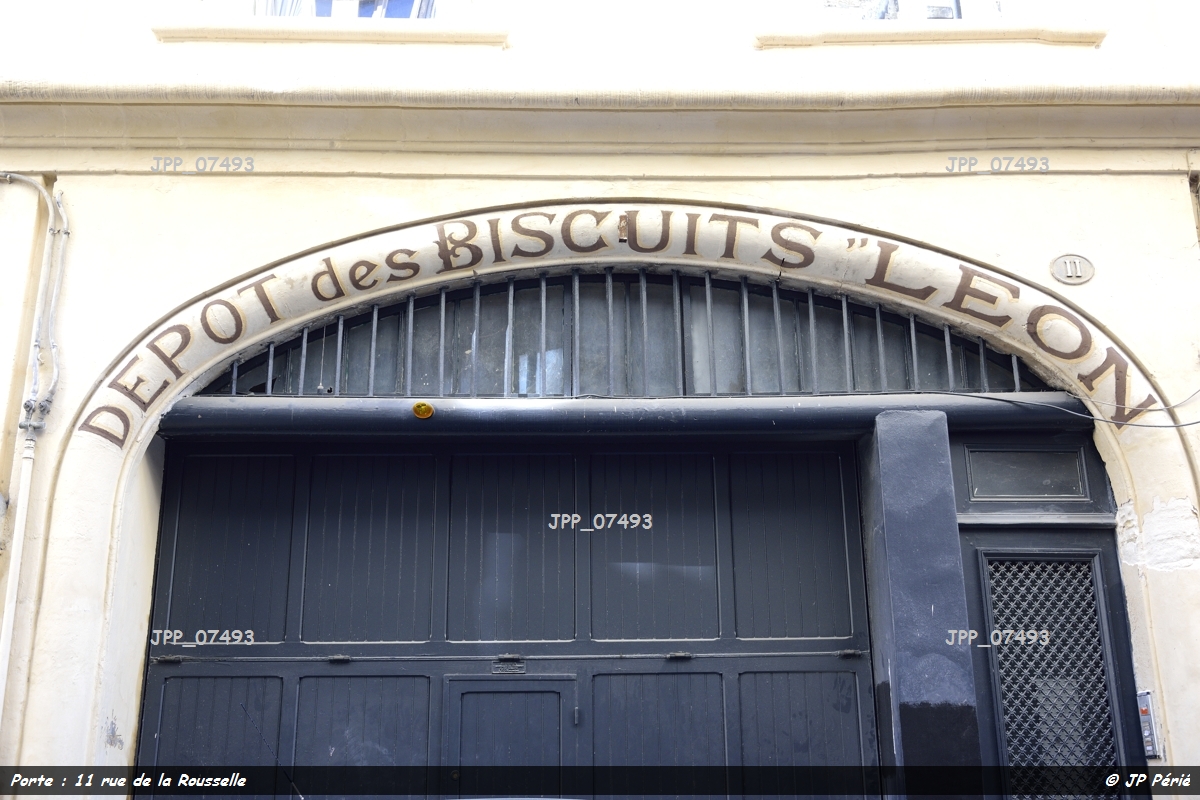 JPP_07493 JPP_07493
DEPOT des BISCUITS "LEON
11
JPP_07493
JPP_07493 JPP_07493
Porte : 11 rue de la Rousselle © JP Périé